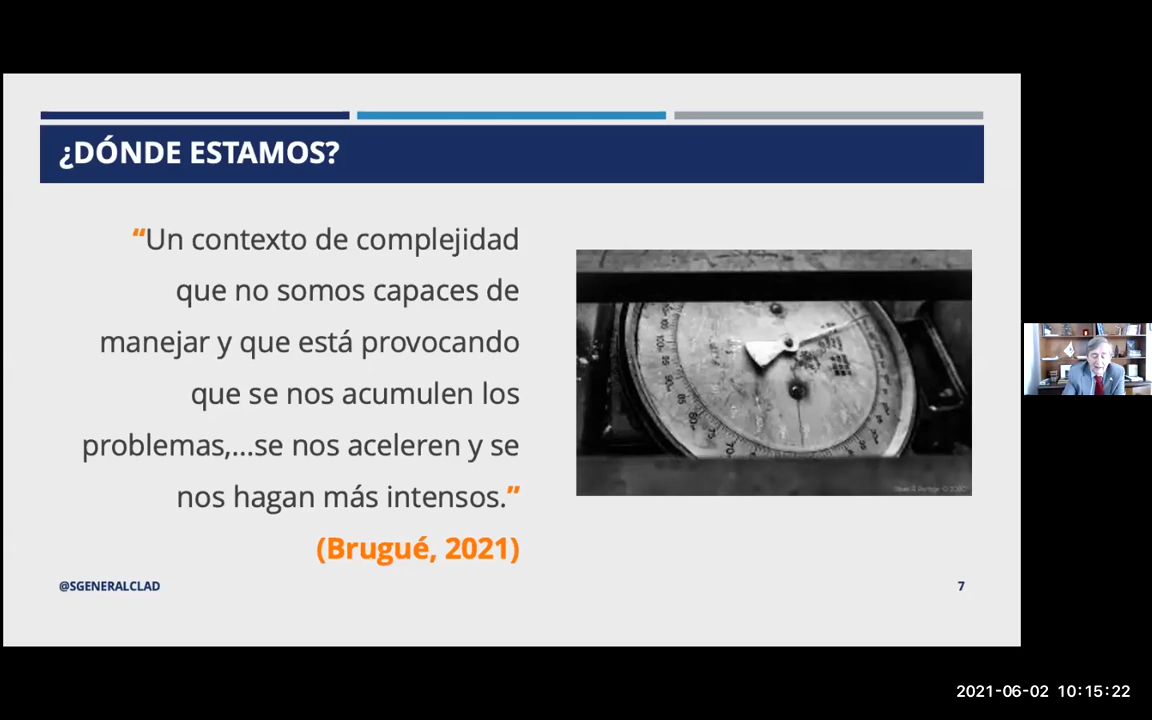 ¿DÓNDE ESTAMOS?
“Un contexto de complejidad
que no somos capaces de
manejar y que está provocando
que se nos acumulen los
problemas,...se nos aceleren y se
nos hagan más intensos.”
(Brugué, 2021)
@SGENERALCLAD
7
2021-06-02 10:15:22